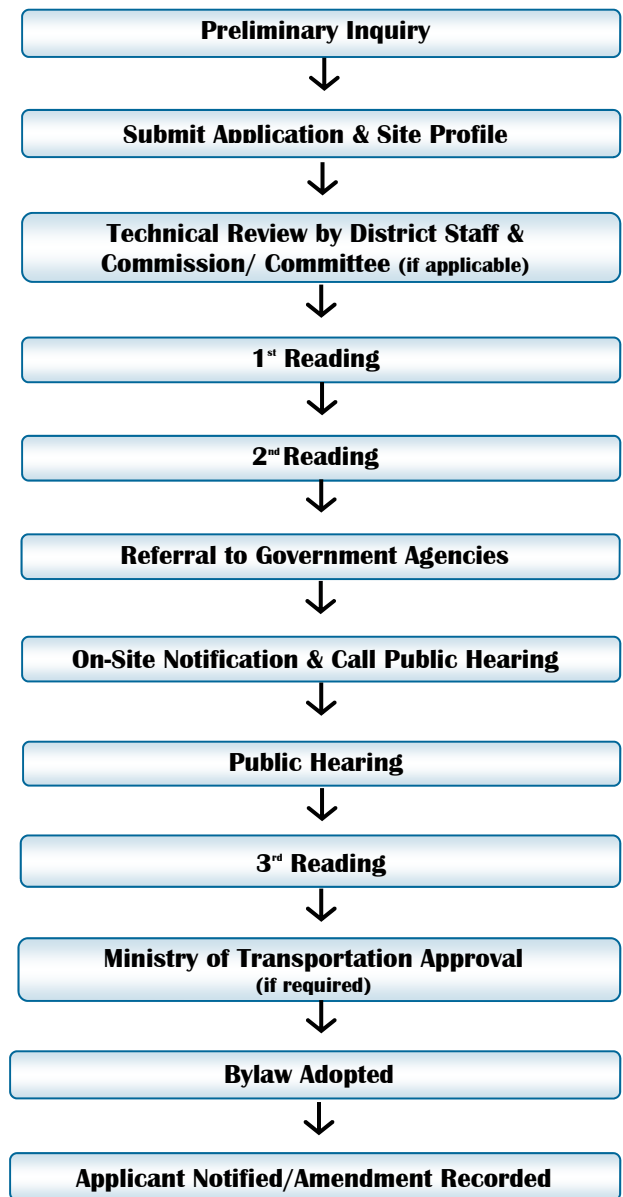 Preliminary Inquiry
Submit Application & Site Profile
Technical Review by District Staff &
Commission/ Committee (if applicable)
1st Reading
2nd Reading
Referral to Government Agencies
On-Site Notification & Call Public Hearing
Public Hearing
3rd Reading
Ministry of Transportation Approval
(if required)
Bylaw Adopted
Applicant Notified/Amendment Recorded